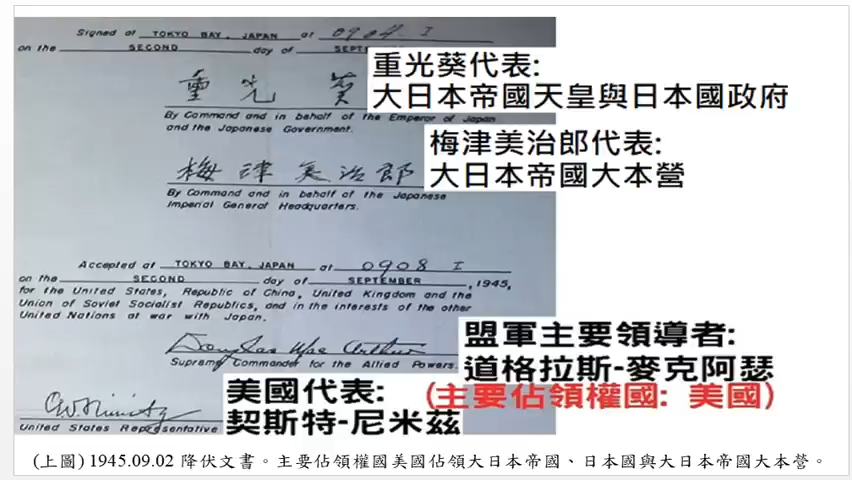 Signed at TOKYO BAY, JAPAN at 0904 I
on the SECOND day of SEPT
重光葵
重光葵代表:
大日本帝國天皇與日本國政府
By Command and in behalf of the Emperor of Japan
and the Japanese Government.
梅津美治郎代表:
大日本帝國大本營
梅津美治郎
By Command and in behalf of the Japanese
Imperial General Headquarters.
Accepted at TOKYO BAY, JAPAN at 0908 I
on the SECOND day of SEPTEMBER, 1945,
for the United States, Republic of China, United Kingdom and the
Union of Soviet Socialist Republics, and in the interests of the other
United Nations at war with Japan.
Douglas MacArthur
Supreme Commander for the Allied Powers.
盟軍主要領導者:
道格拉斯-麥克阿瑟
(主要佔領權國: 美國)
美國代表:
契斯特-尼米茲
CWNimitz
United States Representative
(上圖) 1945.09.02 降伏文書。主要佔領權國美國佔領大日本帝國、日本國與大日本帝國大本營。